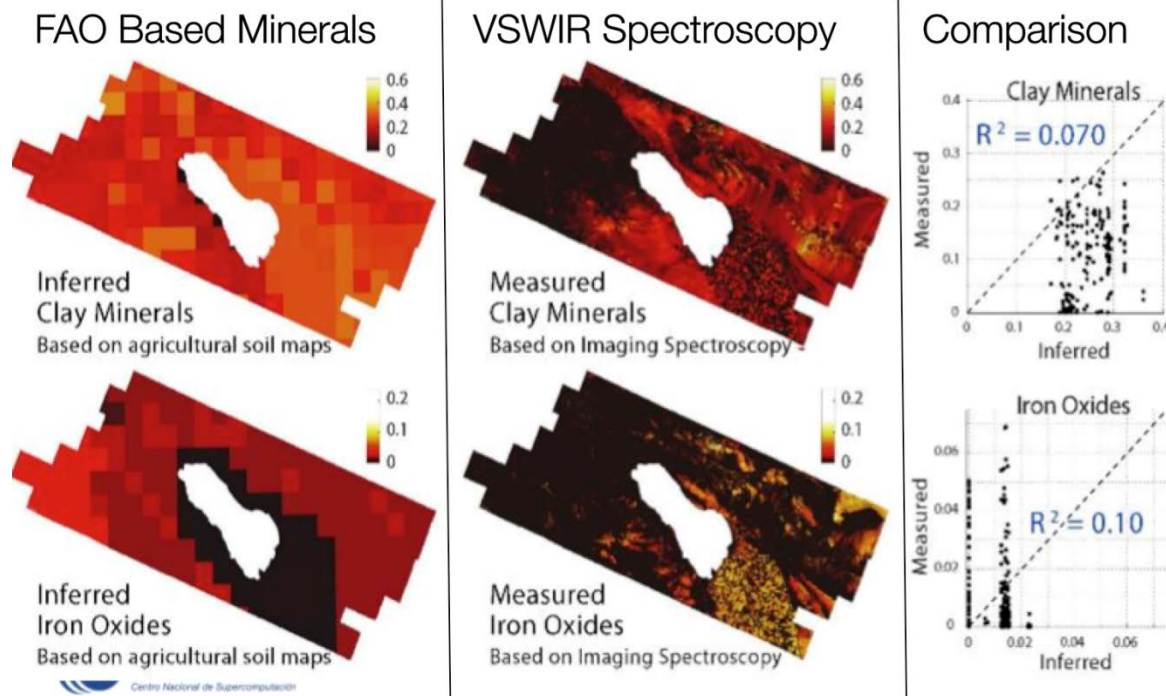 FAO Based Minerals
VSWIR Spectroscopy
Comparison
0.6
0.4
0.2
0
Inferred
Clay Minerals
Based on agricultural soil maps
0.6
0.4
0.2
0
Measured
Clay Minerals
Based on Imaging Spectroscopy
Clay Minerals
R² = 0.070
Measured
0.4
0.3
0.2
0.1
0
0
0.1
0.2
0.3
Inferred
0.2
0.1
0
Inferred
Iron Oxides
Based on agricultural soil maps
0.2
0.1
0
Measured
Iron Oxides
Based on Imaging Spectroscopy
Iron Oxides
R² = 0.10
Measured
0.06
0.04
0.02
0
0
0.02
0.04
0.06
Inferred
Centro Nacional de Supercomputación